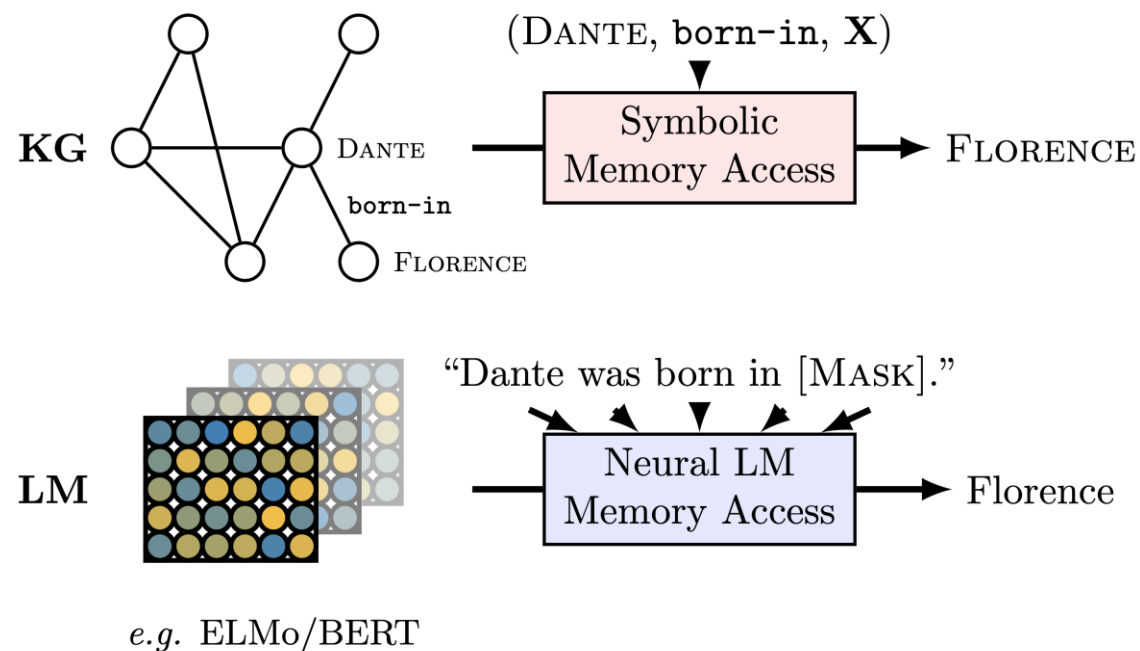 (DANTE, born-in, X)
KG
DANTE
born-in
FLORENCE
Symbolic
Memory Access
FLORENCE
“Dante was born in [MASK].”
LM
Neural LM
Memory Access
Florence
e.g. ELMo/BERT